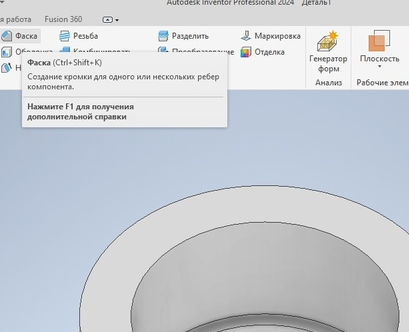 Autodesk Inventor Professional 2024 Деталь1
я работа Fusion 360
Фаска Резьба Разделить Маркировка
Оболочка Комбинировать Преобразование Отделка
Фаска (Ctrl+Shift+K)
Создание кромки для одного или нескольких ребер
компонента.
Нажмите F1 для получения
дополнительной справки
Генератор
форм
Плоскость
Анализ Рабочие элем